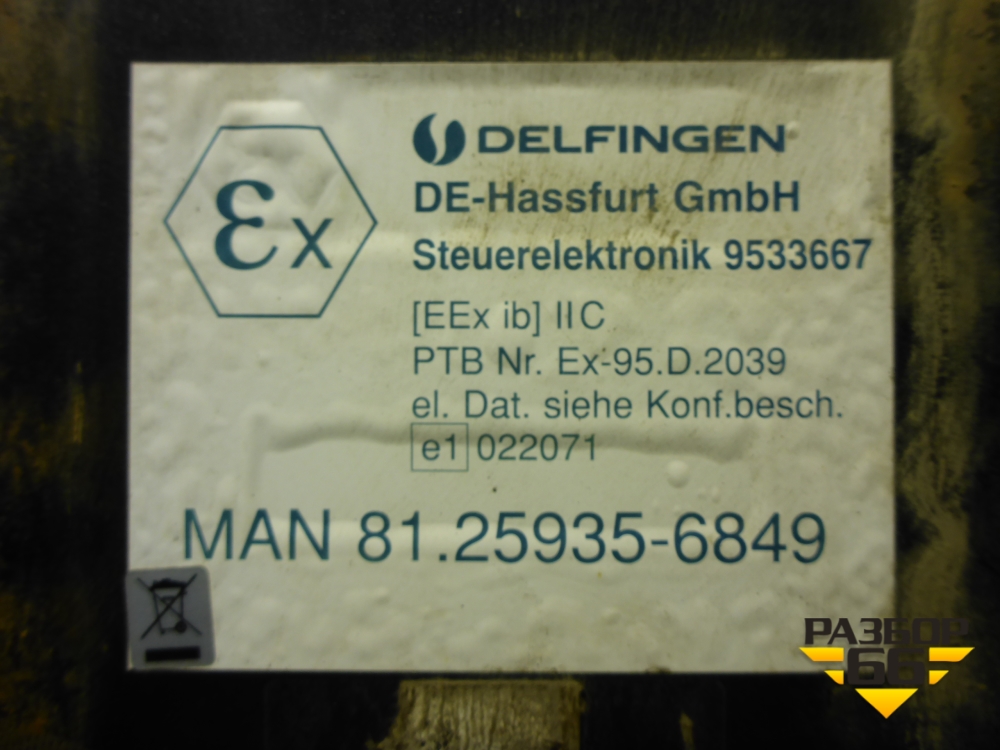 εx
DELFINGEN
DE-Hassfurt GmbH
Steuerelektronik 9533667
[EEx ib] IIC
PTB Nr. Ex-95.D.2039
el. Dat. siehe Konf.besch.
e1 022071
MAN 81.25935-6849
РАЗБОР
66